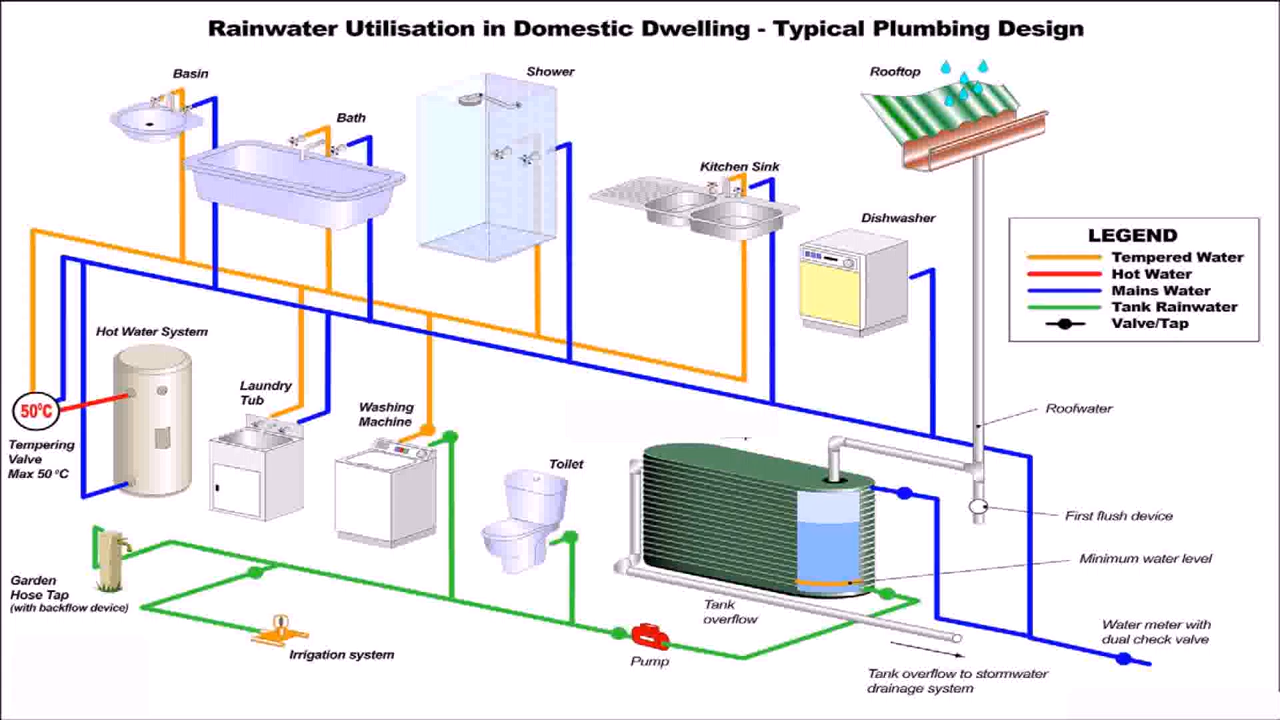 Rainwater Utilisation in Domestic Dwelling - Typical Plumbing Design
Basin
Shower
Rooftop
Bath
Kitchen Sink
Dishwasher
LEGEND
Tempered Water
Hot Water
Mains Water
Tank Rainwater
Valve/Tap
Hot Water System
Laundry
Tub
Washing
Machine
50°C
Tempering
Valve
Max 50 °C
Roofwater
Toilet
First flush device
Minimum water level
Garden
Hose Tap
(with backflow device)
Tank
overflow
Water meter with
dual check valve
Irrigation system
Pump
Tank overflow to stormwater
drainage system